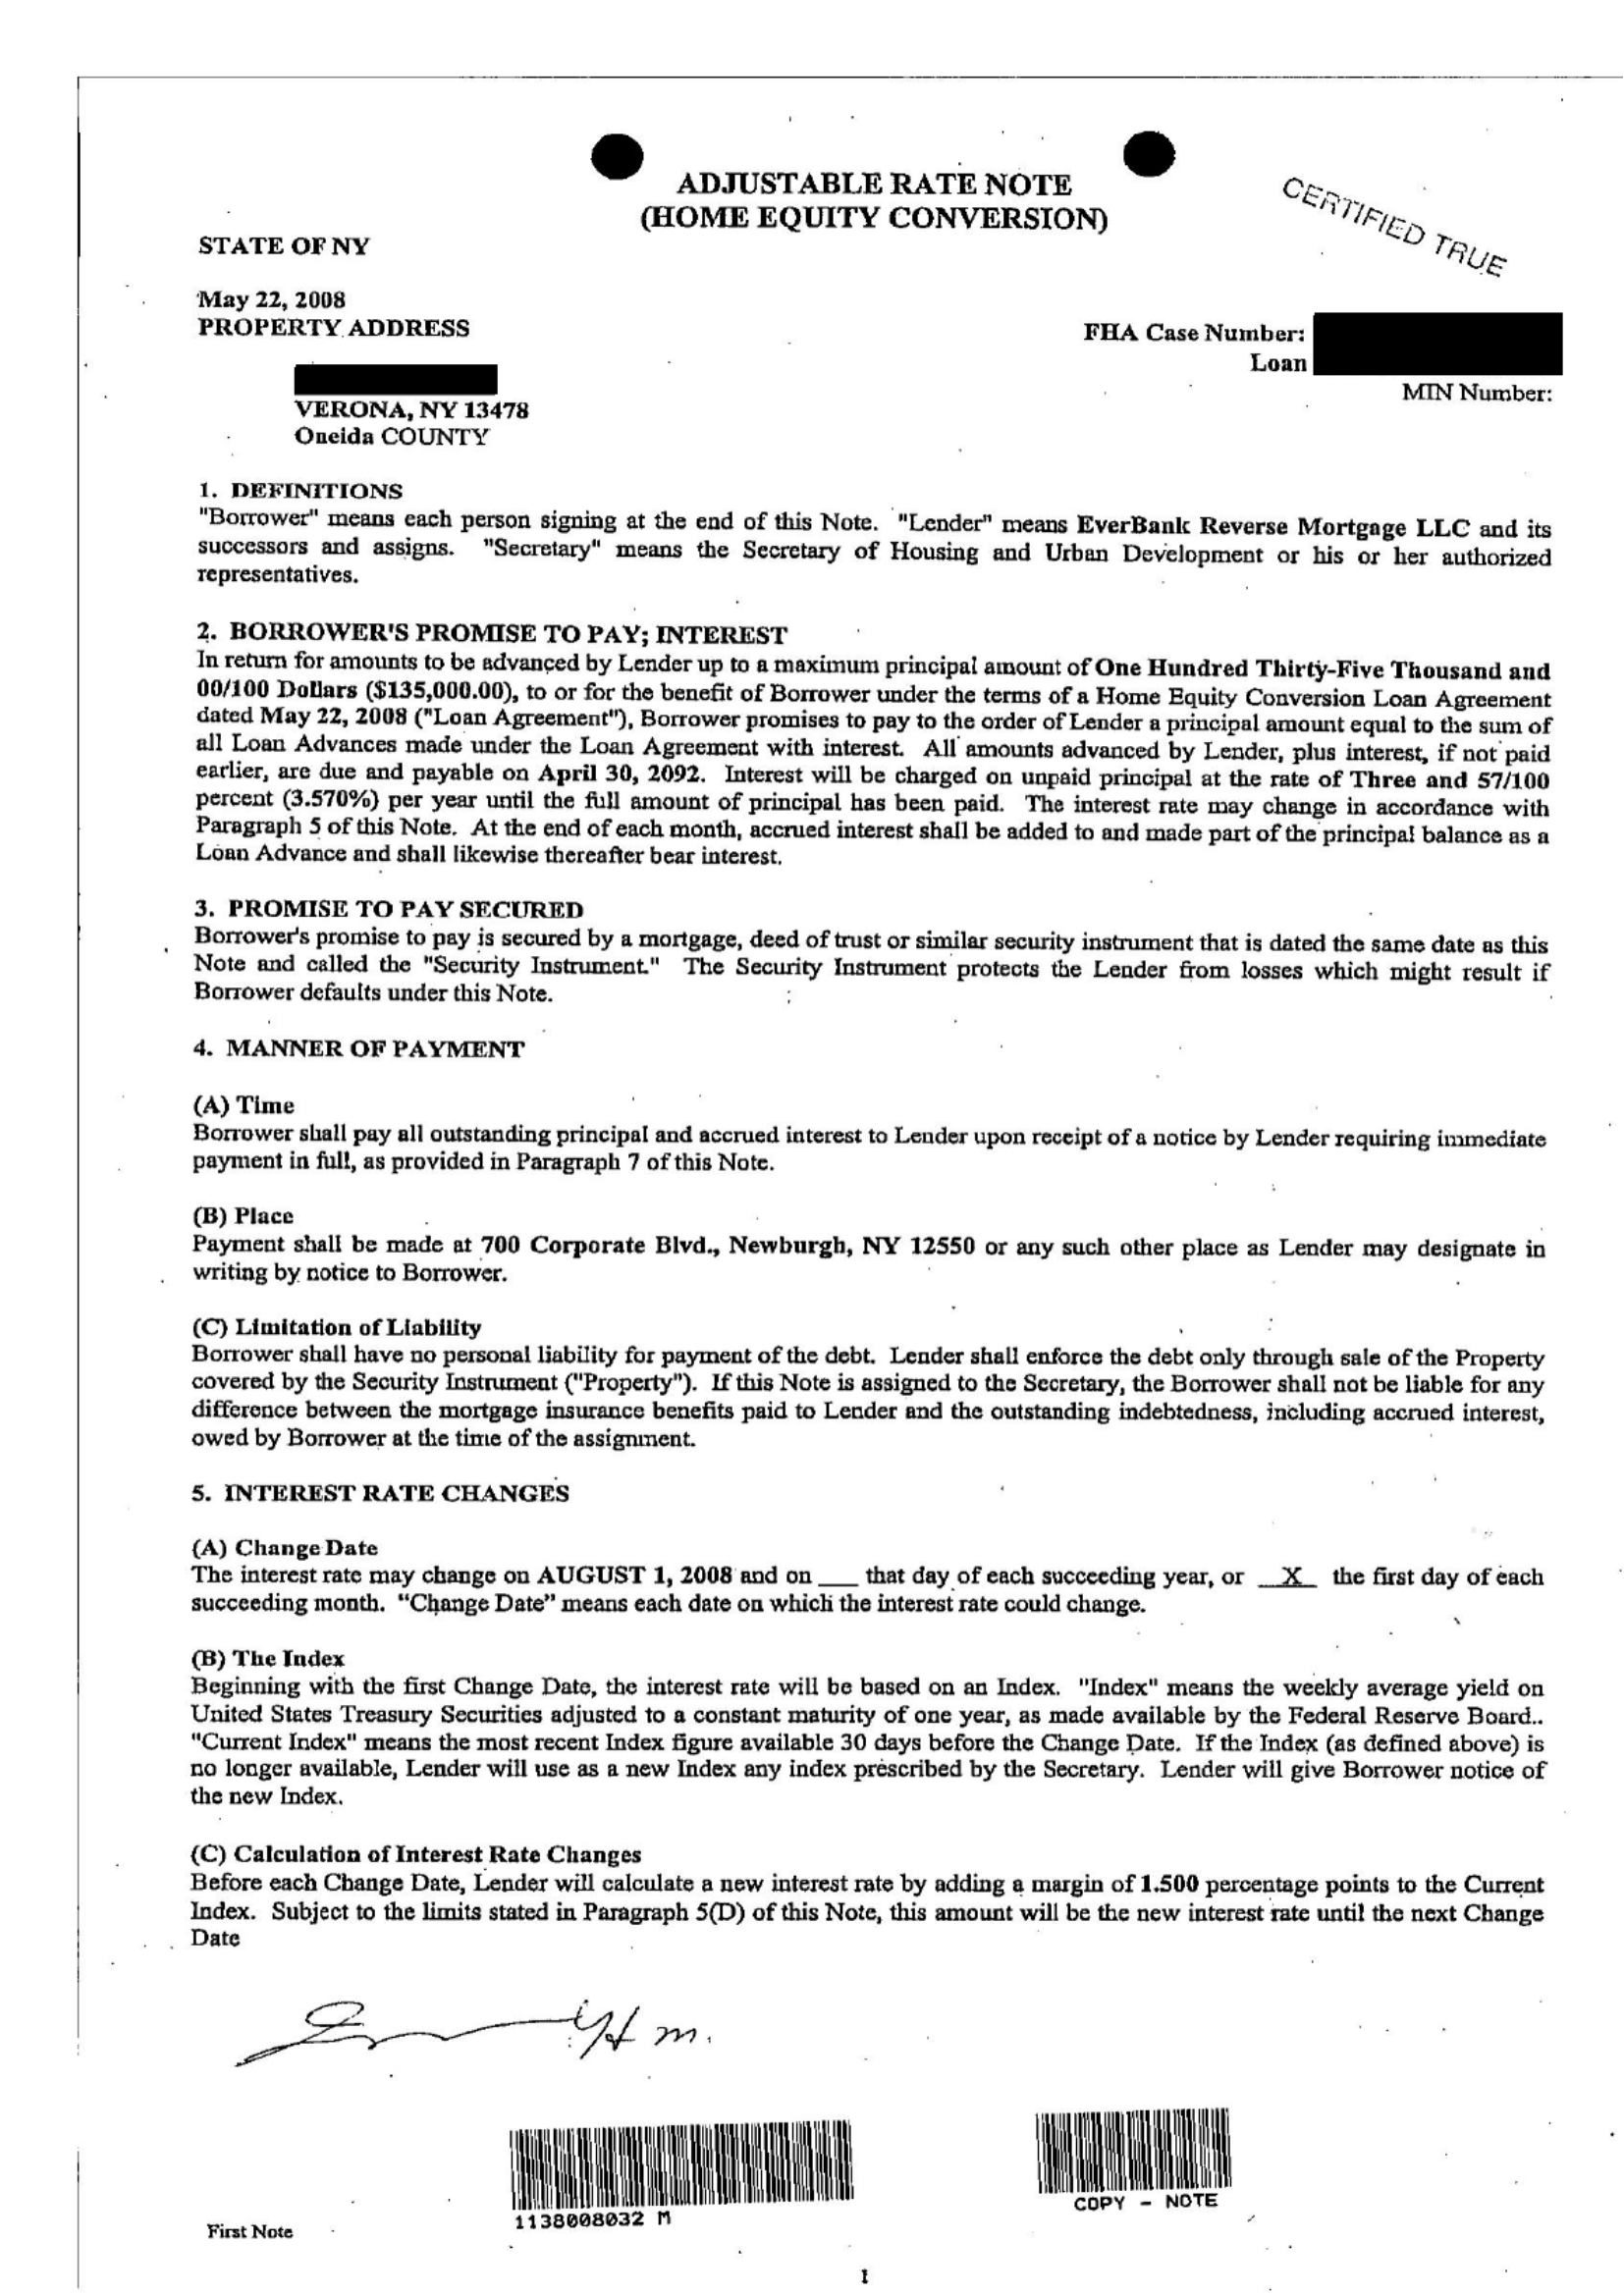 ADJUSTABLE RATE NOTE
(HOME EQUITY CONVERSION)
CERTIFIED TRUE
STATE OF NY
May 22, 2008
PROPERTY ADDRESS
FHA Case Number:
Loan
MIN Number:
VERONA, NY 13478
Oneida COUNTY
1. DEFINITIONS
"Borrower" means each person signing at the end of this Note. "Lender" means EverBank Reverse Mortgage LLC and its
successors and assigns. "Secretary" means the Secretary of Housing and Urban Development or his or her authorized
representatives.
2. BORROWER'S PROMISE TO PAY; INTEREST
In return for amounts to be advanced by Lender up to a maximum principal amount of One Hundred Thirty-Five Thousand and
00/100 Dollars ($135,000.00), to or for the benefit of Borrower under the terms of a Home Equity Conversion Loan Agreement
dated May 22, 2008 ("Loan Agreement"), Borrower promises to pay to the order of Lender a principal amount equal to the sum of
all Loan Advances made under the Loan Agreement with interest. All amounts advanced by Lender, plus interest, if not paid
earlier, are due and payable on April 30, 2092. Interest will be charged on unpaid principal at the rate of Three and 57/100
percent (3.570%) per year until the full amount of principal has been paid. The interest rate may change in accordance with
Paragraph 5 of this Note. At the end of each month, accrued interest shall be added to and made part of the principal balance as a
Loan Advance and shall likewise thereafter bear interest.
3. PROMISE TO PAY SECURED
Borrower's promise to pay is secured by a mortgage, deed of trust or similar security instrument that is dated the same date as this
Note and called the "Security Instrument." The Security Instrument protects the Lender from losses which might result if
Borrower defaults under this Note.
4. MANNER OF PAYMENT
(A) Time
Borrower shall pay all outstanding principal and accrued interest to Lender upon receipt of a notice by Lender requiring immediate
payment in full, as provided in Paragraph 7 of this Note.
(B) Place
Payment shall be made at 700 Corporate Blvd., Newburgh, NY 12550 or any such other place as Lender may designate in
writing by notice to Borrower.
(C) Limitation of Liability
Borrower shall have no personal liability for payment of the debt. Lender shall enforce the debt only through sale of the Property
covered by the Security Instrument ("Property"). If this Note is assigned to the Secretary, the Borrower shall not be liable for any
difference between the mortgage insurance benefits paid to Lender and the outstanding indebtedness, including accrued interest,
owed by Borrower at the time of the assignment.
5. INTEREST RATE CHANGES
(A) Change Date
The interest rate may change on AUGUST 1, 2008 and on ___ that day of each succeeding year, or _X_ the first day of each
succeeding month. “Change Date” means each date on which the interest rate could change.
(B) The Index
Beginning with the first Change Date, the interest rate will be based on an Index. "Index" means the weekly average yield on
United States Treasury Securities adjusted to a constant maturity of one year, as made available by the Federal Reserve Board..
"Current Index" means the most recent Index figure available 30 days before the Change Date. If the Index (as defined above) is
no longer available, Lender will use as a new Index any index prescribed by the Secretary. Lender will give Borrower notice of
the new Index.
(C) Calculation of Interest Rate Changes
Before each Change Date, Lender will calculate a new interest rate by adding a margin of 1.500 percentage points to the Current
Index. Subject to the limits stated in Paragraph 5(D) of this Note, this amount will be the new interest rate until the next Change
Date
COPY - NOTE
1138008032 M
First Note
1